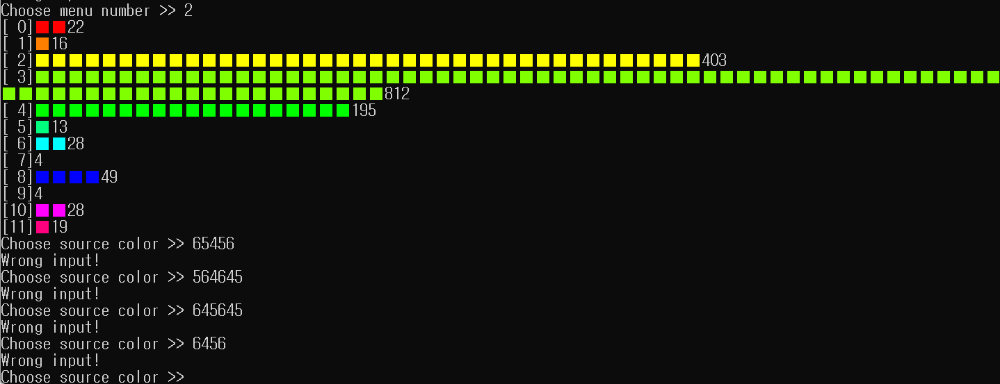 Choose menu number >> 2
[ 0]■■22
[ 1]■16
[ 2]■■■■■■■■■■■■■■■■■■■■■■■■■■■■■■■■■■■■■■■■403
[ 3]■■■■■■■■■■■■■■■■■■■■■■■■■■■■■■■■■■■■■■■■■■■■■■■■■■■■■■■■■■
■■■■■■■■■■■■■■■■■■■■■■■812
[ 4]■■■■■■■■■■■■■■■■■■■195
[ 5]■13
[ 6]■■28
[ 7]4
[ 8]■■■■49
[ 9]4
[10]■■28
[11]■19
Choose source color >> 65456
Wrong input!
Choose source color >> 564645
Wrong input!
Choose source color >> 645645
Wrong input!
Choose source color >> 6456
Wrong input!
Choose source color >>